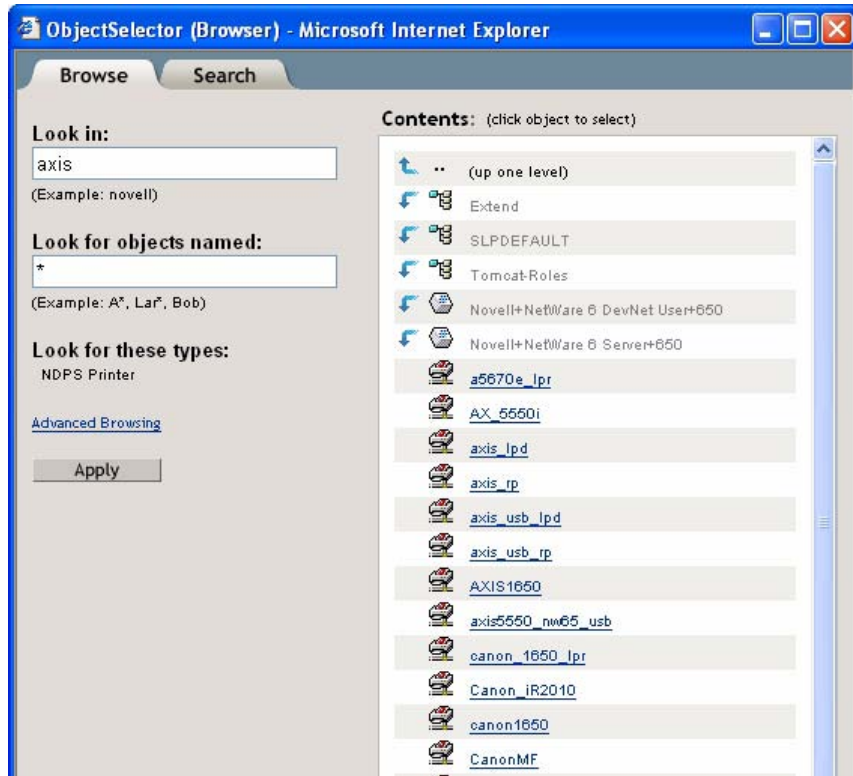 ObjectSelector (Browser) - Microsoft Internet Explorer
Browse Search
Look in:
axis
(Example: novell)
Look for objects named:
*
(Example: A*, Lar*, Bob)
Look for these types:
NDPS Printer
Advanced Browsing
Apply
Contents: (click object to select)
.. (up one level)
Extend
SLPDEFAULT
Tomcat-Roles
Novell+NetWare 6 DevNet User+650
Novell+NetWare 6 Server+650
a5670e_lpr
AX_5550i
axis_lpd
axis_rp
axis_usb_lpd
axis_usb_rp
AXIS1650
axis5550_nw65_usb
canon_1650_lpr
Canon_iR2010
canon1650
CanonMF